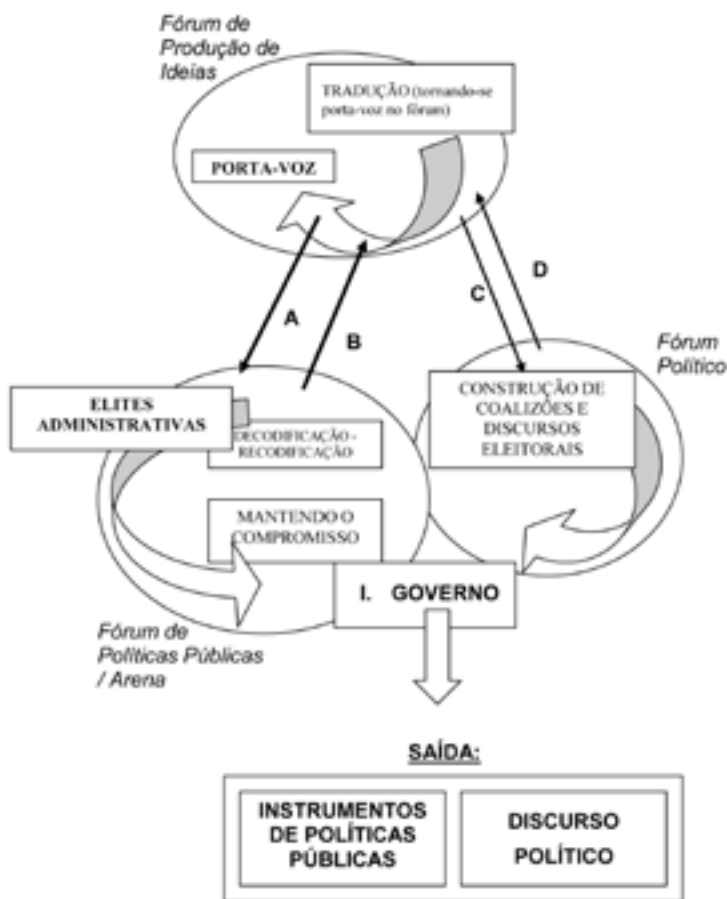 Fórum de
Produção de
Ideias
TRADUÇÃO (tornando-se
porta-voz no fórum)
PORTA-VOZ
A
B
C
D
Fórum
Político
ELITES
ADMINISTRATIVAS
DECODIFICAÇÃO -
RECODIFICAÇÃO
CONSTRUÇÃO DE
COALIZÕES E
DISCURSOS
ELEITORAIS
MANTENDO O
COMPROMISSO
I. GOVERNO
Fórum de
Políticas Públicas
/ Arena
SAÍDA:
INSTRUMENTOS
DE POLÍTICAS
PÚBLICAS
DISCURSO
POLÍTICO